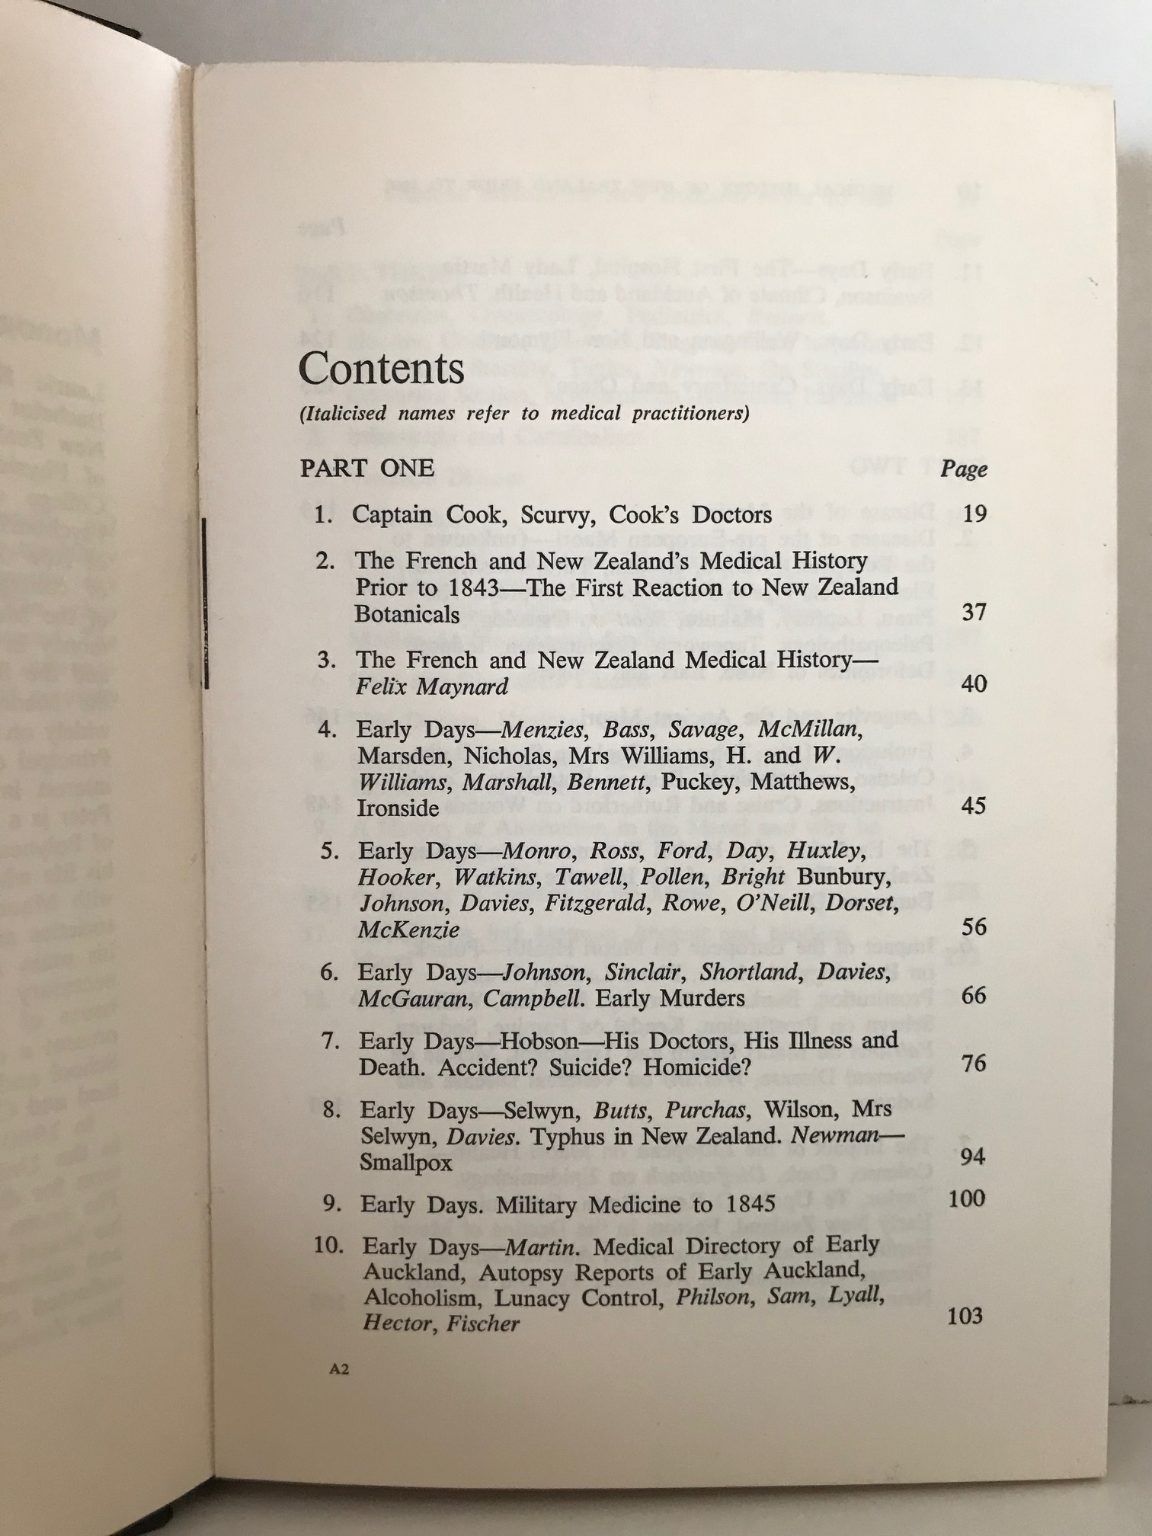 Contents
(Italicised names refer to medical practitioners)
PART ONE Page
1. Captain Cook, Scurvy, Cook's Doctors 19
2. The French and New Zealand's Medical History
Prior to 1843—The First Reaction to New Zealand
Botanicals 37
3. The French and New Zealand Medical History—
Felix Maynard 40
4. Early Days—Menzies, Bass, Savage, McMillan,
Marsden, Nicholas, Mrs Williams, H. and W.
Williams, Marshall, Bennett, Puckey, Matthews,
Ironside 45
5. Early Days—Monro, Ross, Ford, Day, Huxley,
Hooker, Watkins, Tawell, Pollen, Bright Bunbury,
Johnson, Davies, Fitzgerald, Rowe, O'Neill, Dorset,
McKenzie 56
6. Early Days—Johnson, Sinclair, Shortland, Davies,
McGauran, Campbell. Early Murders 66
7. Early Days—Hobson—His Doctors, His Illness and
Death. Accident? Suicide? Homicide? 76
8. Early Days—Selwyn, Butts, Purchas, Wilson, Mrs
Selwyn, Davies. Typhus in New Zealand. Newman—
Smallpox 94
9. Early Days. Military Medicine to 1845 100
10. Early Days—Martin. Medical Directory of Early
Auckland, Autopsy Reports of Early Auckland,
Alcoholism, Lunacy Control, Philson, Sam, Lyall,
Hector, Fischer 103
A2